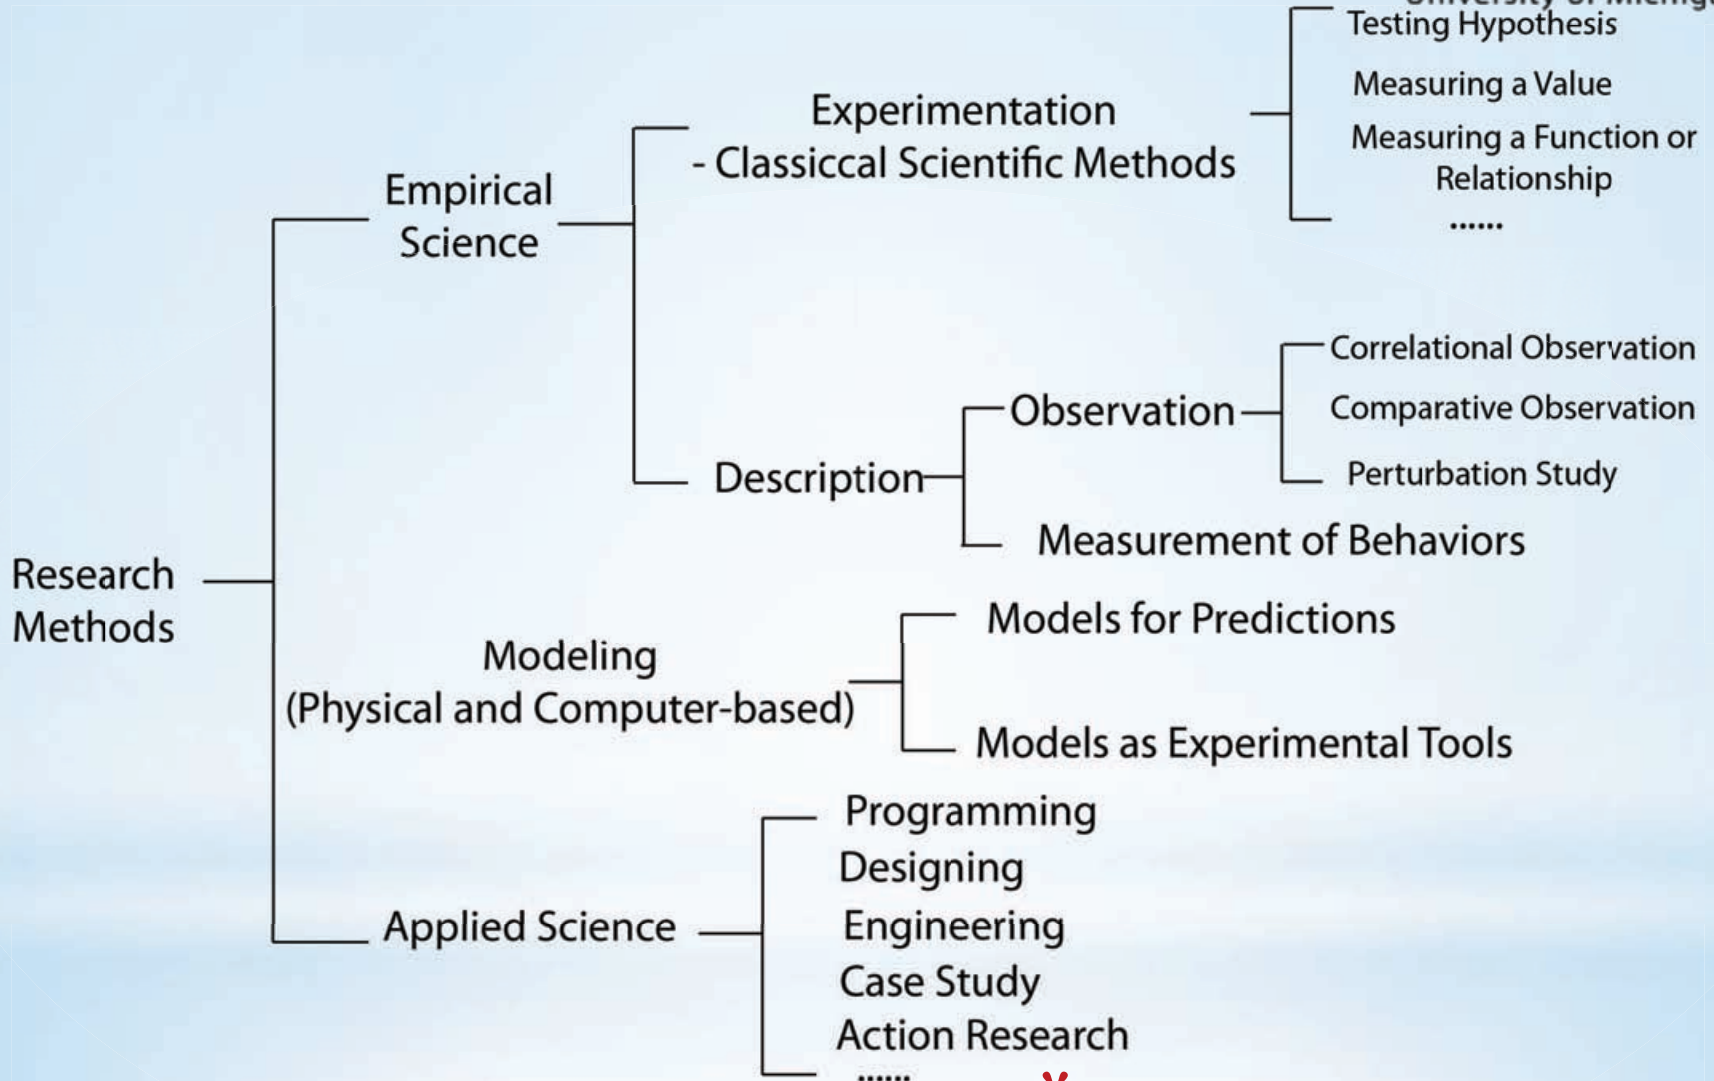 Testing Hypothesis
Measuring a Value
Measuring a Function or
Relationship
......
Experimentation
- Classiccal Scientific Methods
Empirical
Science
Correlational Observation
Comparative Observation
Perturbation Study
Observation
Description
Measurement of Behaviors
Research
Methods
Models for Predictions
Modeling
(Physical and Computer-based)
Models as Experimental Tools
Programming
Designing
Engineering
Applied Science
Case Study
Action Research
......